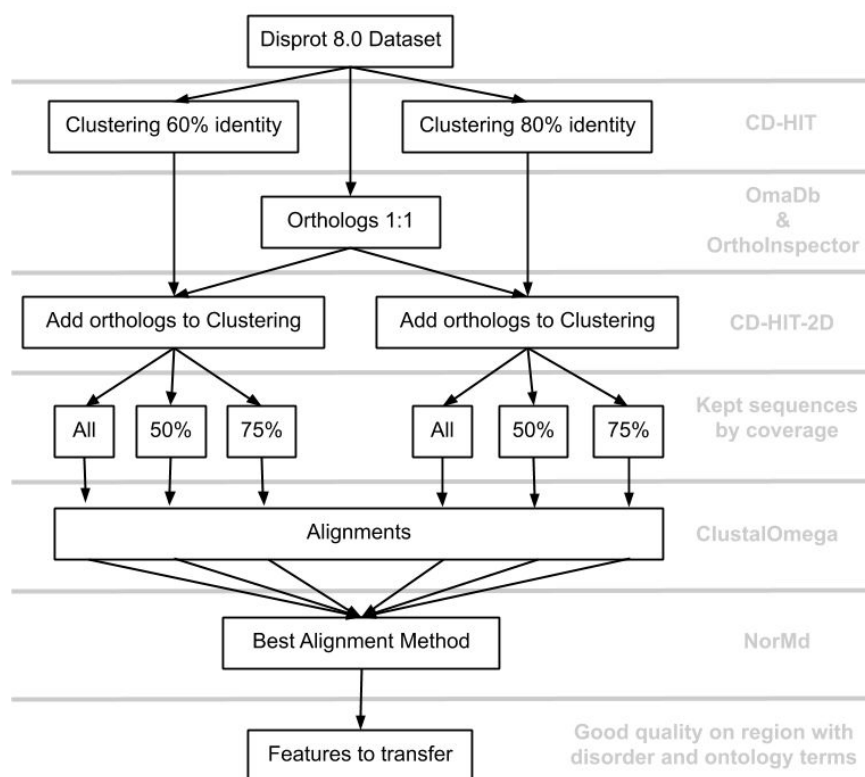 Disprot 8.0 Dataset
Clustering 60% identity
Clustering 80% identity
CD-HIT
OmaDb
&
OrthoInspector
Orthologs 1:1
Add orthologs to Clustering
Add orthologs to Clustering
CD-HIT-2D
All
50%
75%
All
50%
75%
Kept sequences
by coverage
Alignments
ClustalOmega
Best Alignment Method
NorMd
Features to transfer
Good quality on region with
disorder and ontology terms